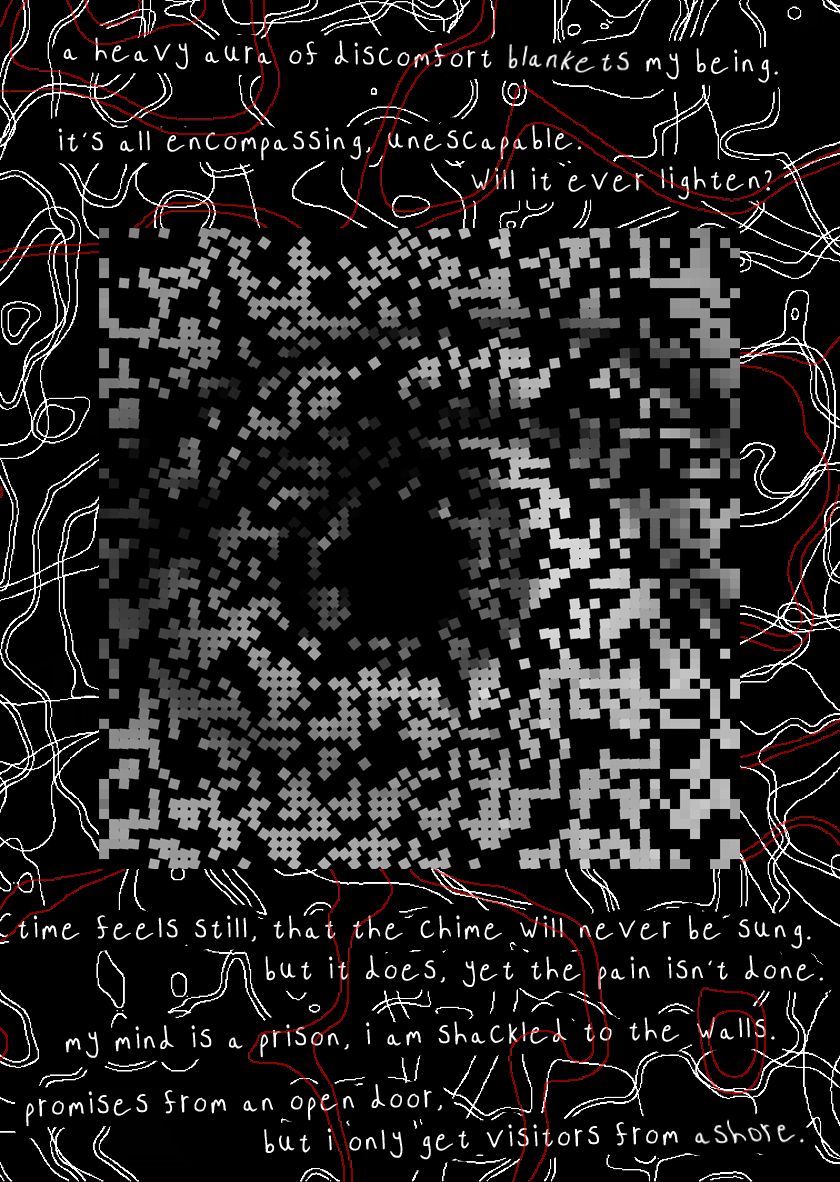 a heavy aura of discomfort blankets my being.
it's all encompassing, unescapable.
will it ever lighten?
time feels still, that the chime will never be sung.
but it does, yet the pain isn't done.
my mind is a prison, i am shackled to the walls.
promises from an open door,
but i only get visitors from ashore.